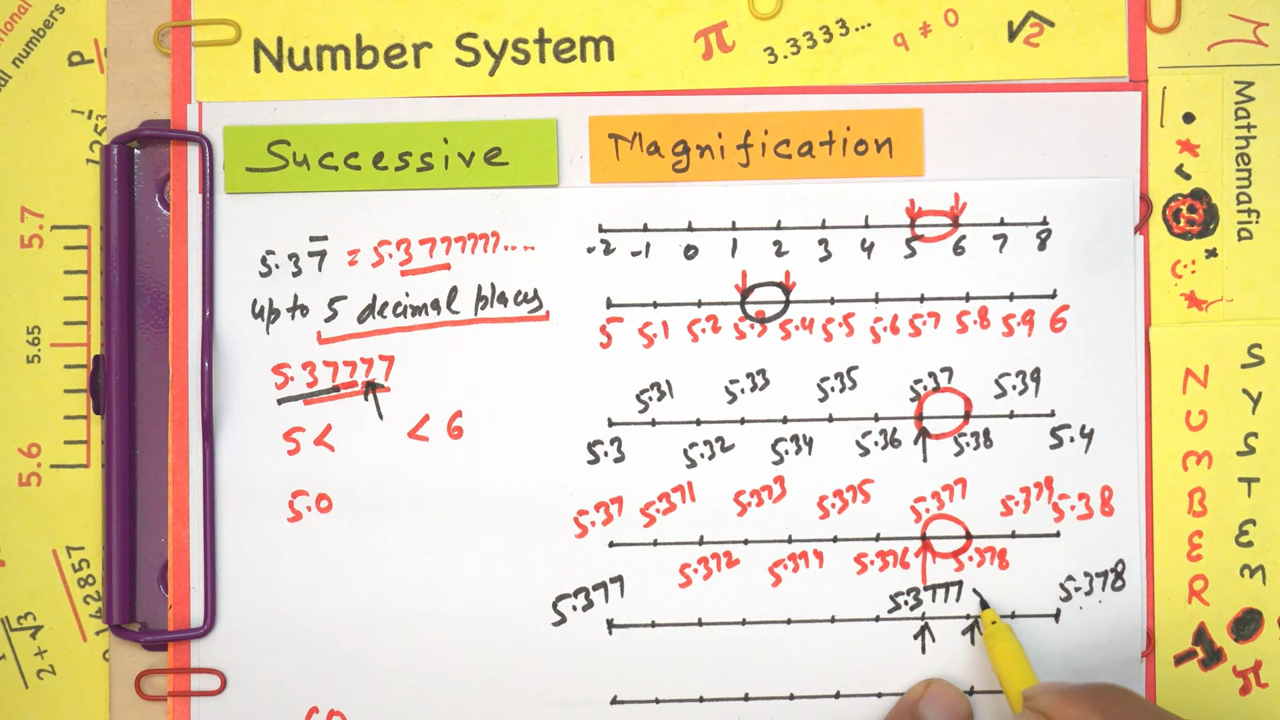 Number System
π 3.3333... q ≠ 0 √2
Successive Magnification
5.37̅ = 5.3777777....
up to 5 decimal places
5.37777
5 < < 6
5.0
-2 -1 0 1 2 3 4 5 6 7 8
5 5.1 5.2 5.3 5.4 5.5 5.6 5.7 5.8 5.9 6
5.31 5.33 5.35 5.37 5.39
5.3 5.32 5.34 5.36 5.38 5.4
5.37 5.371 5.373 5.375 5.377 5.379 5.38
5.372 5.374 5.376 5.378
5.377 5.3777 5.378
5.7
5.65
5.6
numbers
P
142857
1
2+√3
Mathemafia
NUMBER
SYSTEM
π